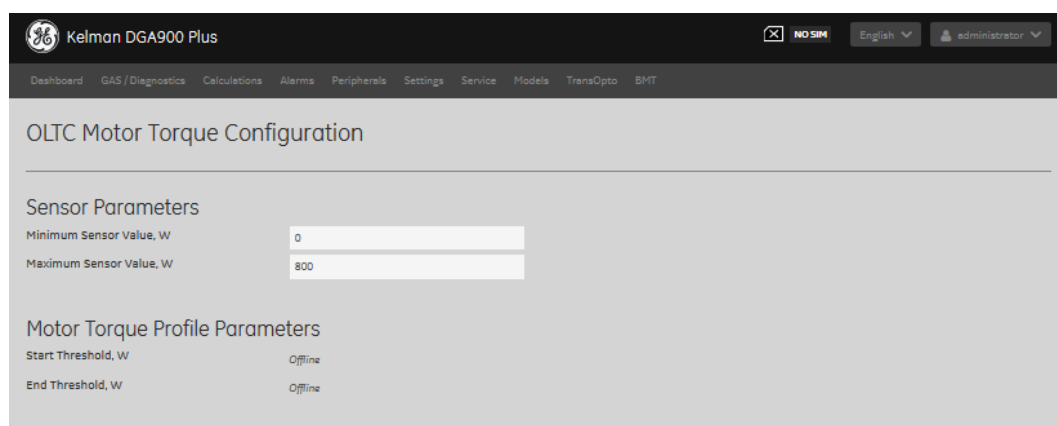 Kelman DGA900 Plus
NO SIM
English
administrator
Dashboard GAS / Diagnostics Calculations Alarms Peripherals Settings Service Models TransOpto BMT
OLTC Motor Torque Configuration
Sensor Parameters
Minimum Sensor Value, W 0
Maximum Sensor Value, W 800
Motor Torque Profile Parameters
Start Threshold, W Offline
End Threshold, W Offline